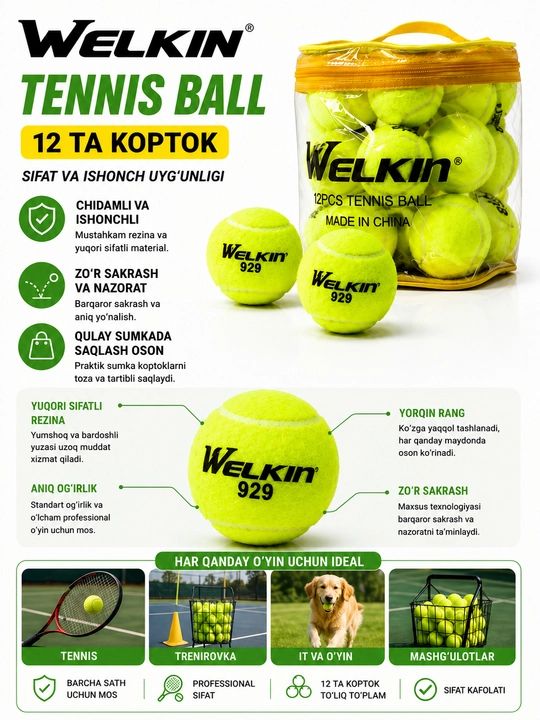 WELKIN®
TENNIS BALL
12 TA KOPTOK
SIFAT VA ISHONCH UYG‘UNLIGI
CHIDAMLI VA
ISHONCHLI
Mustahkam rezina va
yuqori sifatli material.
ZO‘R SAKRASH
VA NAZORAT
Barqaror sakrash va
aniq yo‘nalish.
QULAY SUMKADA
SAQLASH OSON
Praktik sumka koptoklarni
toza va tartibli saqlaydi.
WELKIN®
12PCS TENNIS BALL
MADE IN CHINA
WELKIN®
929
WELKIN®
929
YUQORI SIFATLI
REZINA
Yumshoq va bardoshli
yuzasi uzoq muddat
xizmat qiladi.
ANIQ OG‘IRLIK
Standart og‘irlik va
o‘lcham professional
o‘yin uchun mos.
WELKIN®
929
YORQIN RANG
Ko‘zga yaqqol tashlanadi,
har qanday maydonda
oson ko‘rinadi.
ZO‘R SAKRASH
Maxsus texnologiyasi
barqaror sakrash va
nazoratni ta’minlaydi.
HAR QANDAY O‘YIN UCHUN IDEAL
TENNIS
TRENIROVKA
IT VA O‘YIN
MASHG‘ULOTLAR
BARCHA SATH
UCHUN MOS
PROFESSIONAL
SIFAT
12 TA KOPTOK
TO‘LIQ TO‘PLAM
SIFAT KAFOLATI